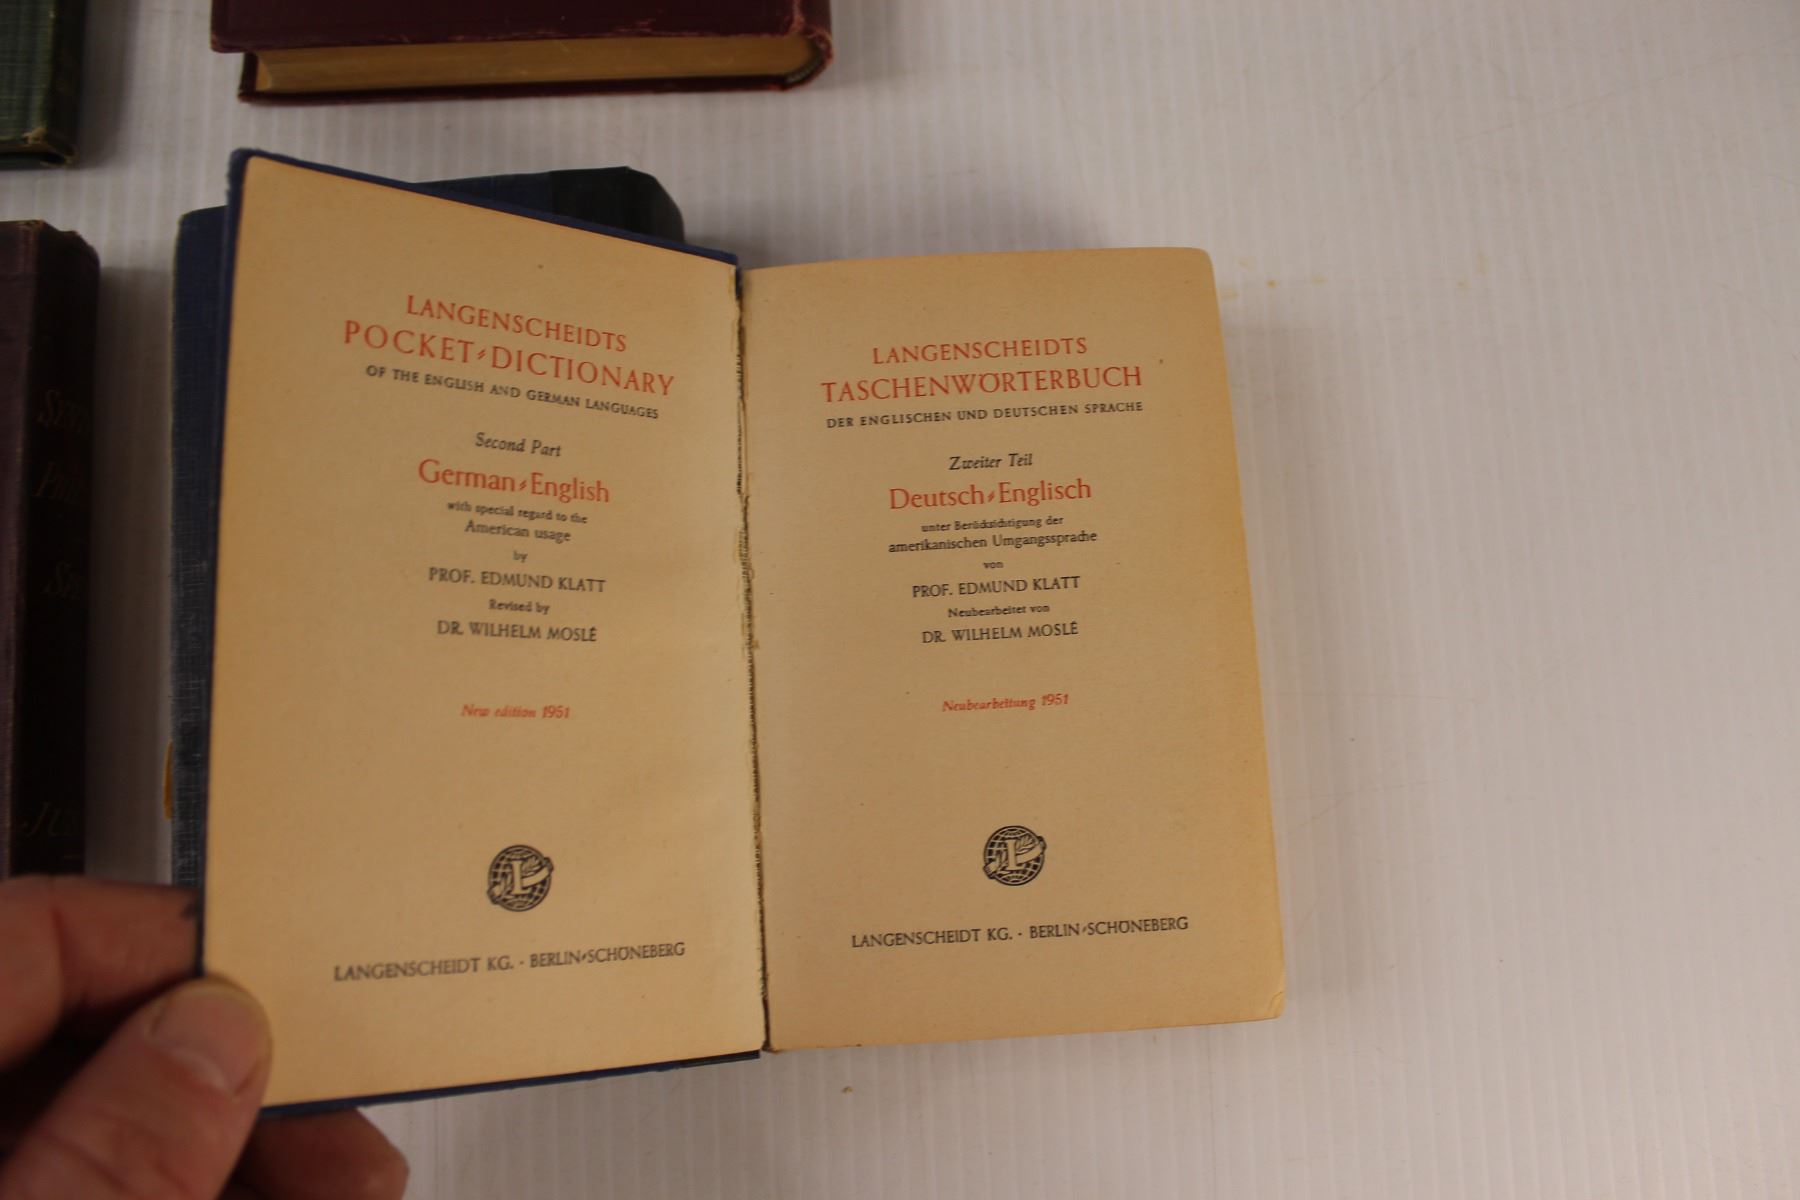 LANGENSCHEIDTS
POCKET-DICTIONARY
OF THE ENGLISH AND GERMAN LANGUAGES
Second Part
German-English
with special regard to the
American usage
by
PROF. EDMUND KLATT
Revised by
DR. WILHELM MOSLÉ
New edition 1951
L
LANGENSCHEIDT KG. · BERLIN-SCHÖNEBERG
LANGENSCHEIDTS
TASCHENWÖRTERBUCH
DER ENGLISCHEN UND DEUTSCHEN SPRACHE
Zweiter Teil
Deutsch-Englisch
unter Berücksichtigung der
amerikanischen Umgangssprache
von
PROF. EDMUND KLATT
Neubearbeitet von
DR. WILHELM MOSLÉ
Neubearbeitung 1951
L
LANGENSCHEIDT KG. · BERLIN-SCHÖNEBERG